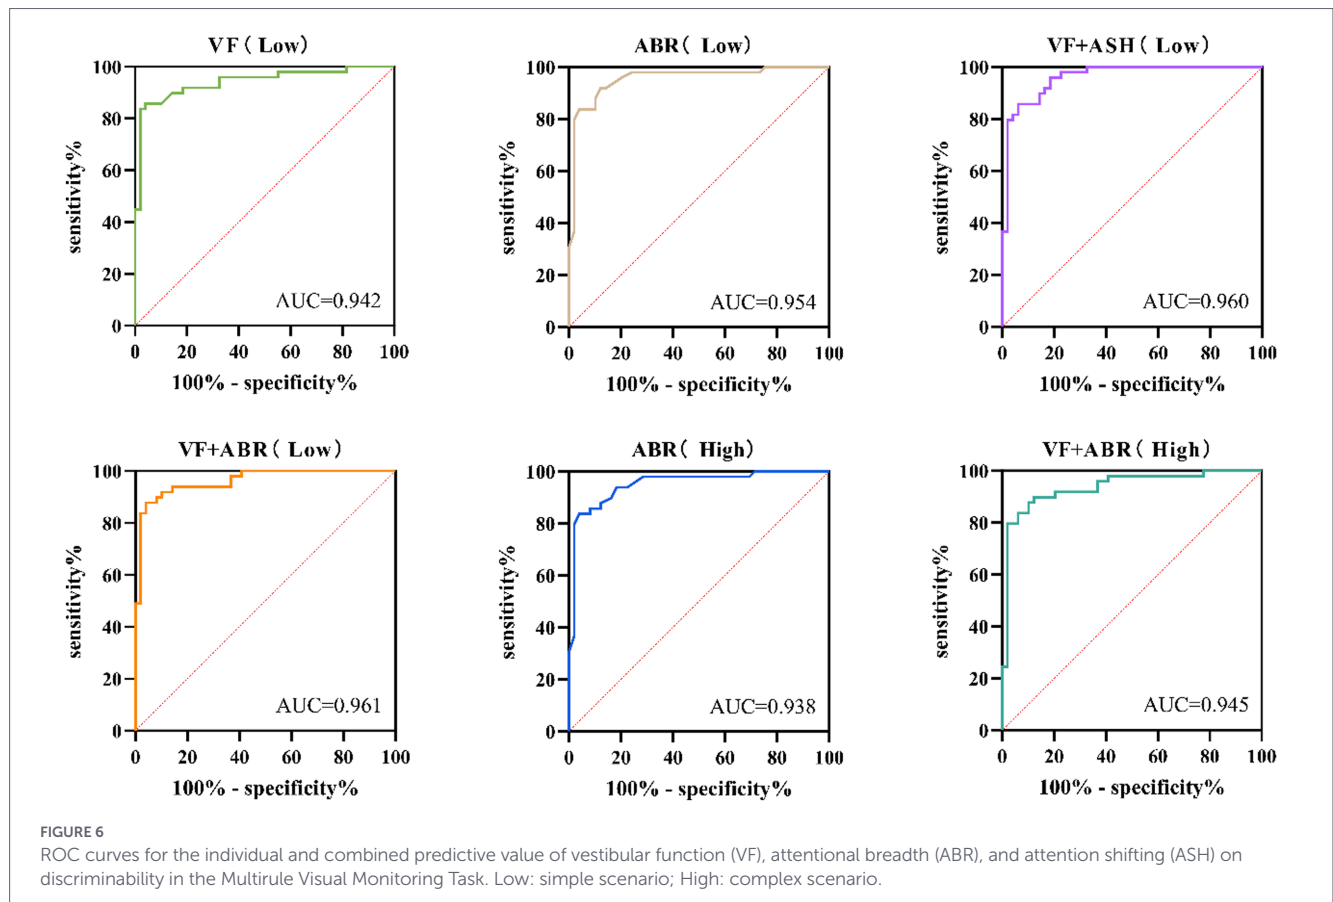 VF ( Low)
sensitivity%
100
80
60
40
20
0
AUC=0.942
0 20 40 60 80 100
100% - specificity%
ABR( Low)
sensitivity%
100
80
60
40
20
0
AUC=0.954
0 20 40 60 80 100
100% - specificity%
VF+ASH( Low)
sensitivity%
100
80
60
40
20
0
AUC=0.960
0 20 40 60 80 100
100% - specificity%
VF+ABR( Low)
sensitivity%
100
80
60
40
20
0
AUC=0.961
0 20 40 60 80 100
100% - specificity%
ABR( High)
sensitivity%
100
80
60
40
20
0
AUC=0.938
0 20 40 60 80 100
100% - specificity%
VF+ABR( High)
sensitivity%
100
80
60
40
20
0
AUC=0.945
0 20 40 60 80 100
100% - specificity%
FIGURE 6
ROC curves for the individual and combined predictive value of vestibular function (VF), attentional breadth (ABR), and attention shifting (ASH) on
discriminability in the Multirule Visual Monitoring Task. Low: simple scenario; High: complex scenario.